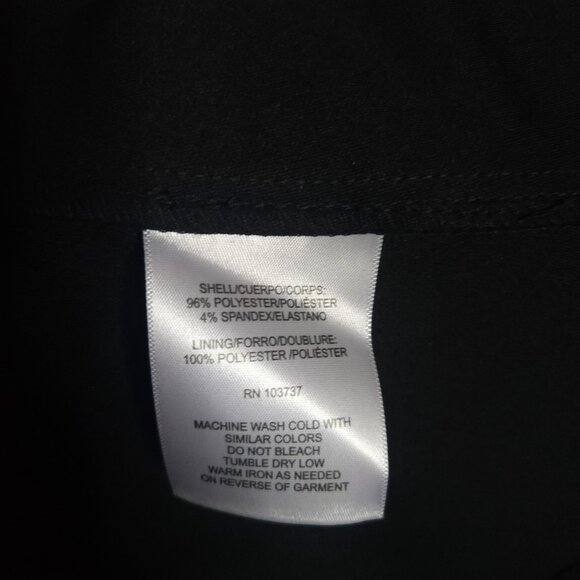 SHELL/CUERPO/CORPS:
96% POLYESTER/POLIÉSTER
4% SPANDEX/ELASTANO
LINING/FORRO/DOUBLURE:
100% POLYESTER /POLIÉSTER
RN 103737
MACHINE WASH COLD WITH
SIMILAR COLORS
DO NOT BLEACH
TUMBLE DRY LOW
WARM IRON AS NEEDED
ON REVERSE OF GARMENT